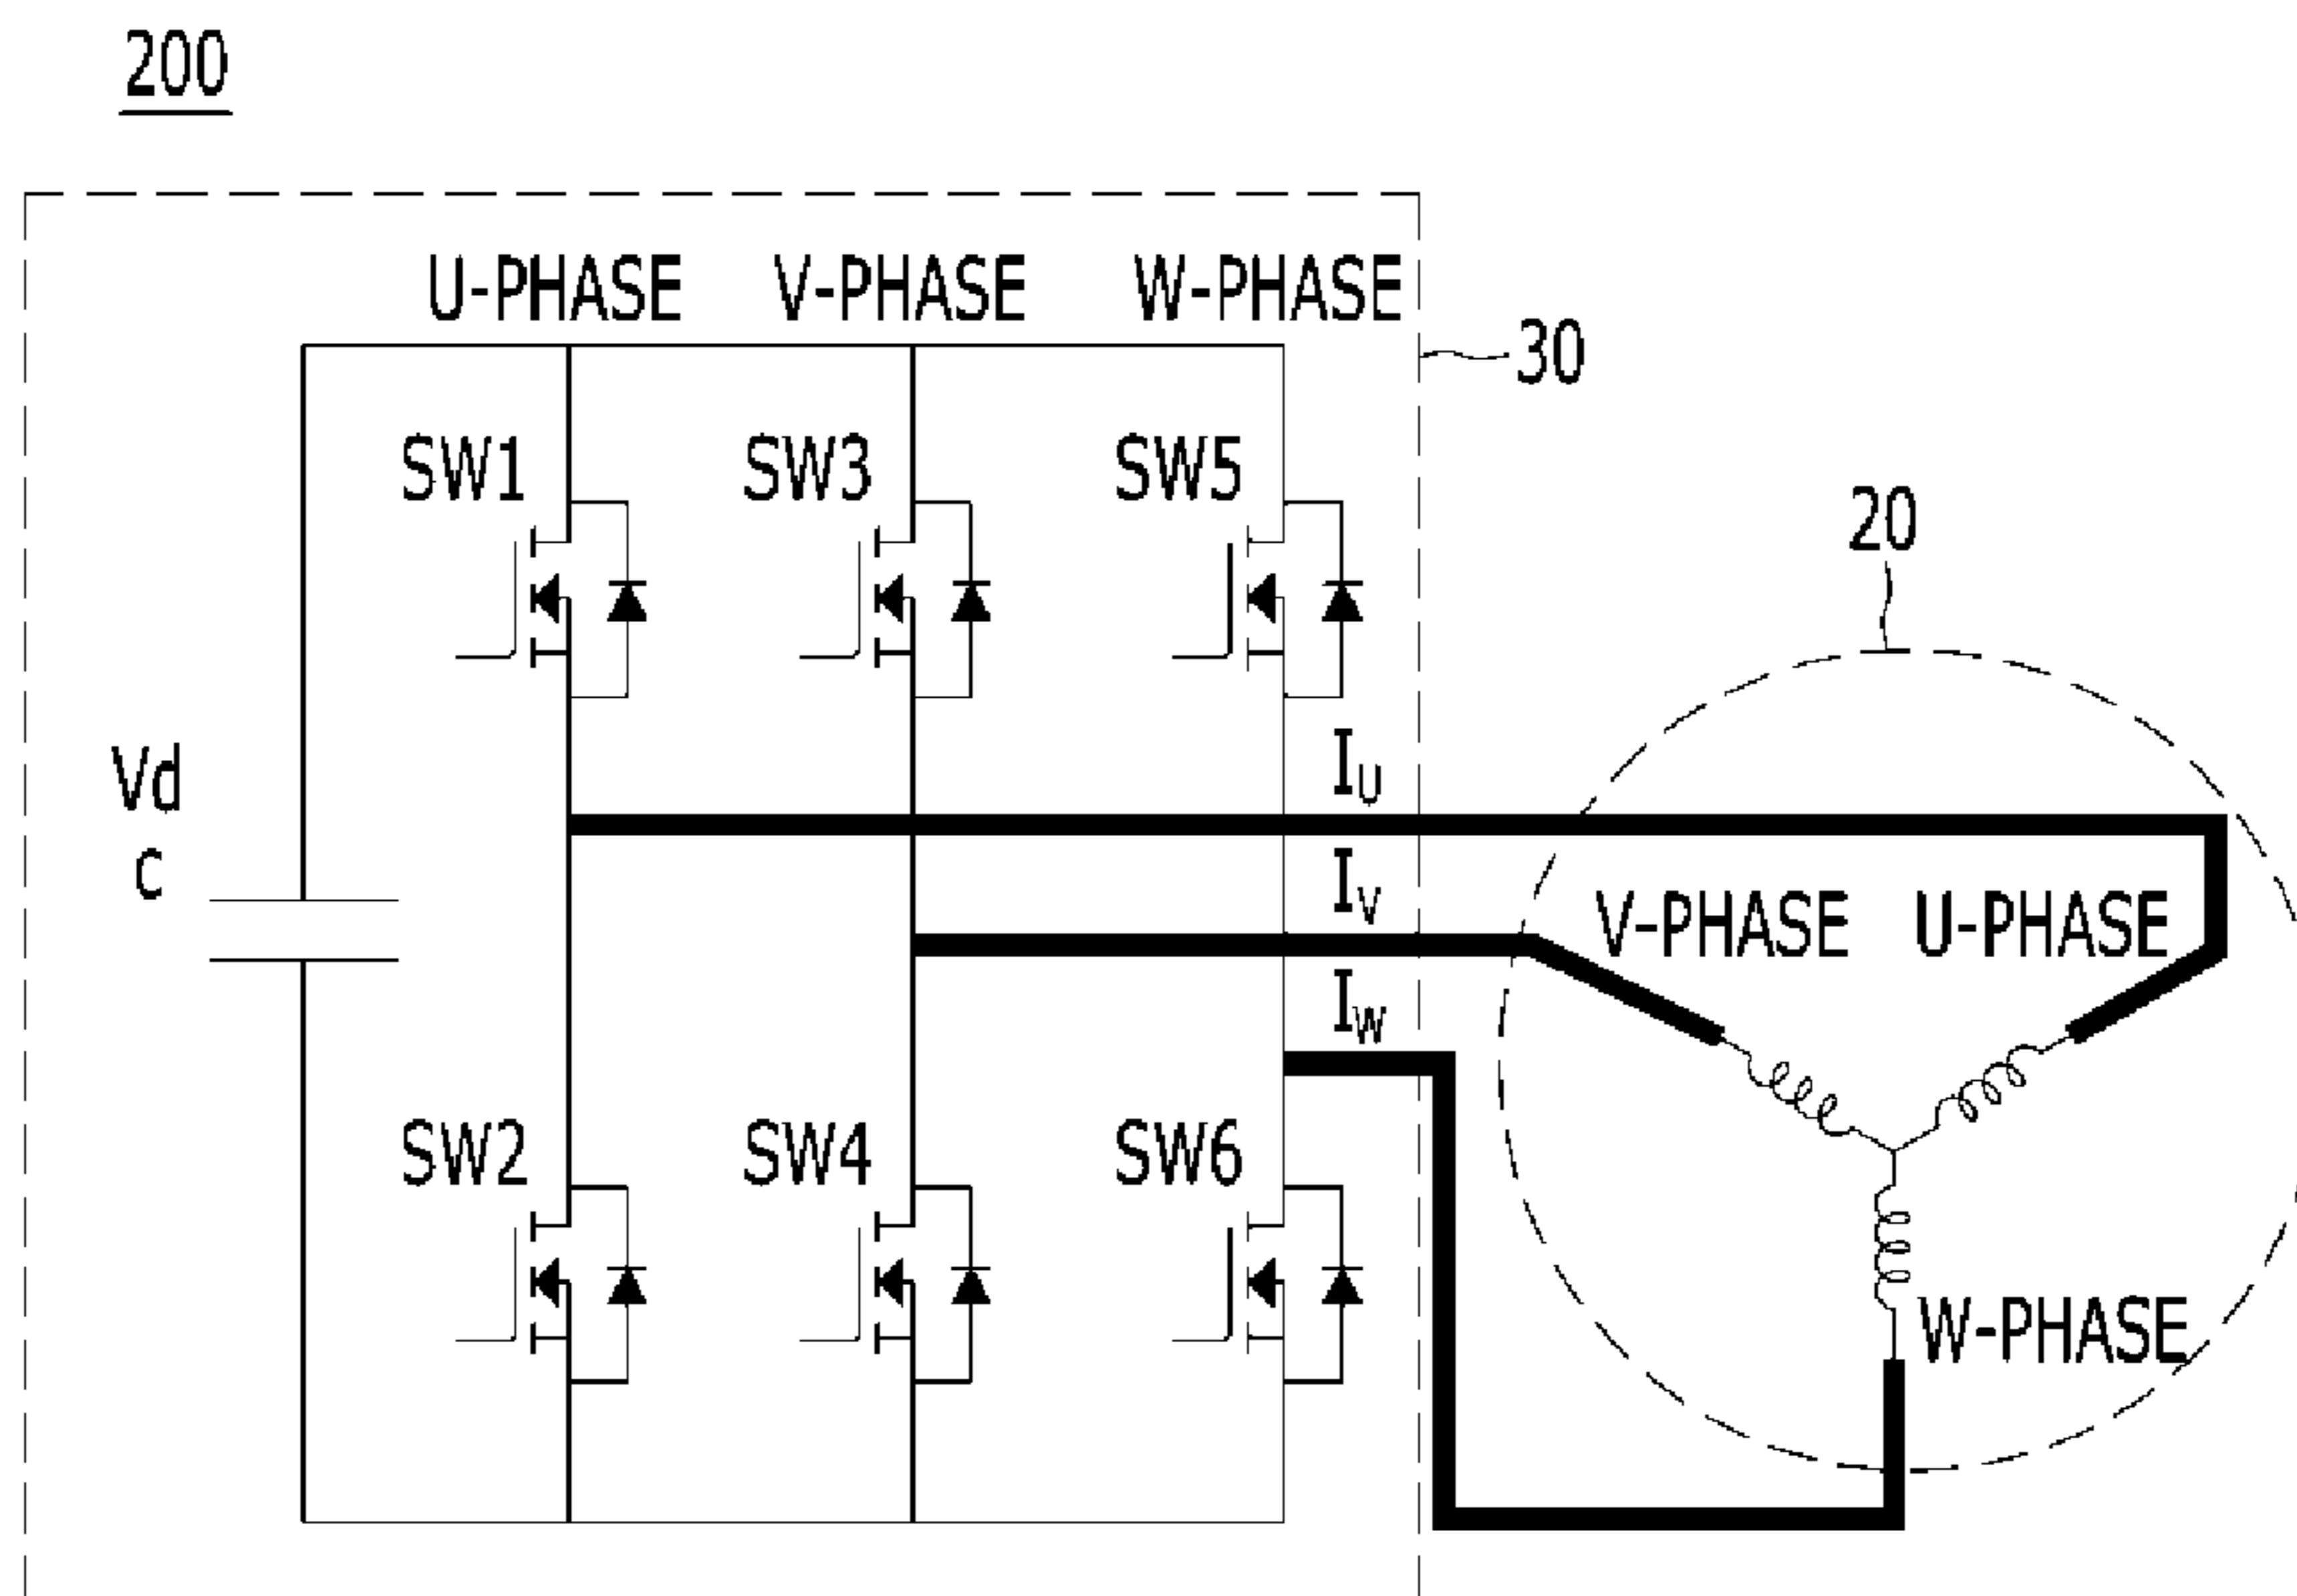 200
U-PHASE V-PHASE W-PHASE
30
SW1 SW3 SW5
20
Vd
c
IU
IV
V-PHASE U-PHASE
IW
SW2 SW4 SW6
W-PHASE